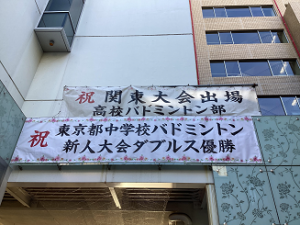 祝 関東大会出場
高校バドミントン部
祝 東京都中学校バドミントン
新人大会ダブルス優勝